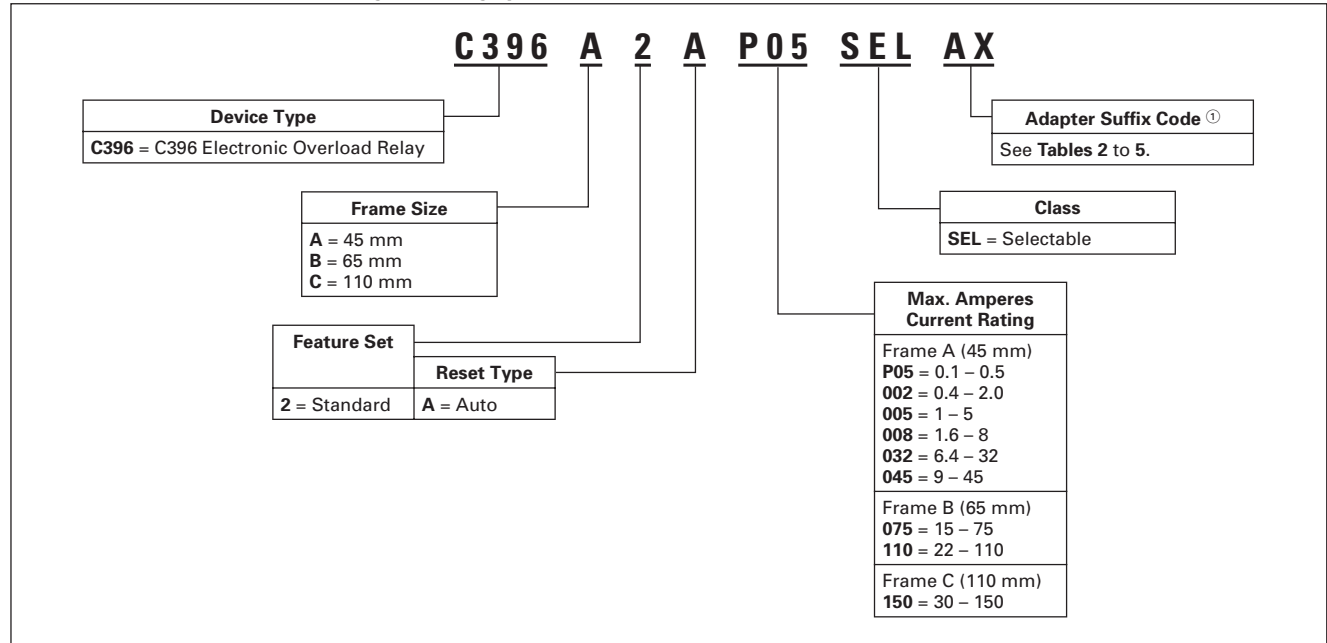 C396 A 2 A P05 SEL AX
Device Type
C396 = C396 Electronic Overload Relay
Adapter Suffix Code ①
See Tables 2 to 5.
Frame Size
A = 45 mm
B = 65 mm
C = 110 mm
Class
SEL = Selectable
Feature Set
Reset Type
2 = Standard
A = Auto
Max. Amperes
Current Rating
Frame A (45 mm)
P05 = 0.1 – 0.5
002 = 0.4 – 2.0
005 = 1 – 5
008 = 1.6 – 8
032 = 6.4 – 32
045 = 9 – 45
Frame B (65 mm)
075 = 15 – 75
110 = 22 – 110
Frame C (110 mm)
150 = 30 – 150